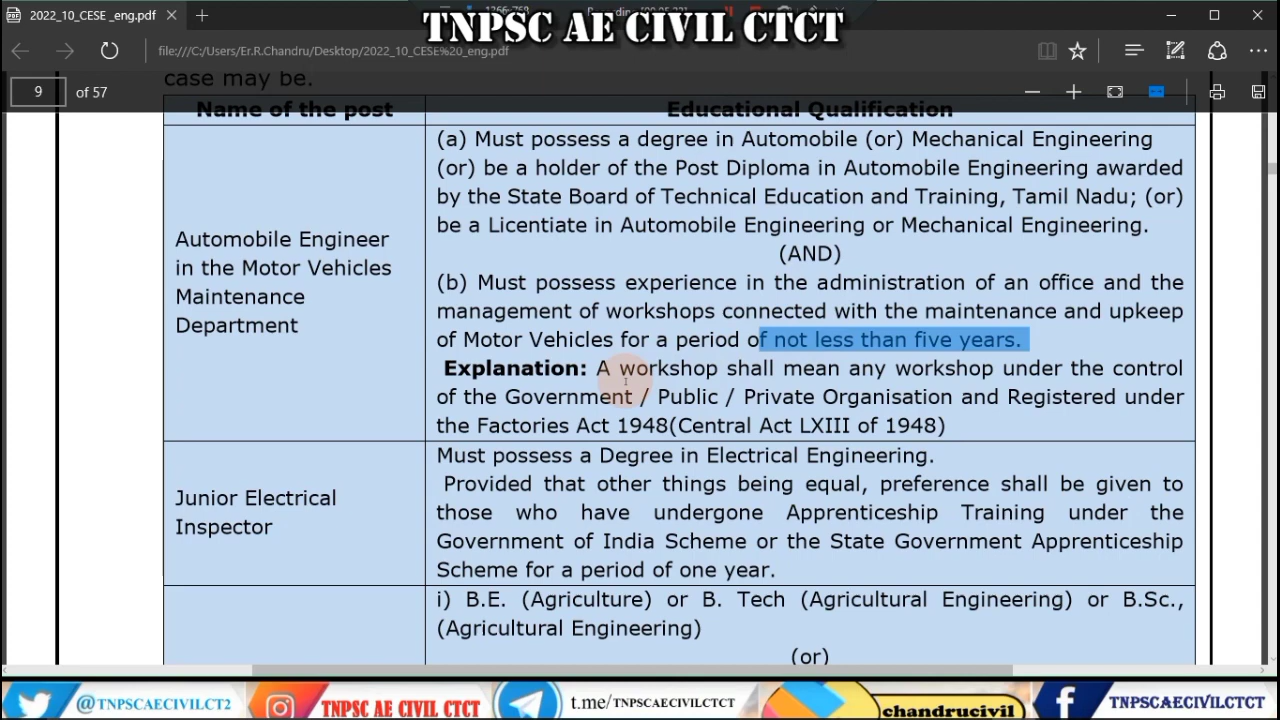 2022_10_CESE _eng.pdf
TNPSC AE CIVIL CTCT
file:///C:/Users/Er.R.Chandru/Desktop/2022_10_CESE%20_eng.pdf
case may be.
9 of 57
Name of the post Educational Qualification
Automobile Engineer
in the Motor Vehicles
Maintenance
Department
(a) Must possess a degree in Automobile (or) Mechanical Engineering
(or) be a holder of the Post Diploma in Automobile Engineering awarded
by the State Board of Technical Education and Training, Tamil Nadu; (or)
be a Licentiate in Automobile Engineering or Mechanical Engineering.
(AND)
(b) Must possess experience in the administration of an office and the
management of workshops connected with the maintenance and upkeep
of Motor Vehicles for a period of not less than five years.
Explanation: A workshop shall mean any workshop under the control
of the Government / Public / Private Organisation and Registered under
the Factories Act 1948(Central Act LXIII of 1948)
Junior Electrical
Inspector
Must possess a Degree in Electrical Engineering.
Provided that other things being equal, preference shall be given to
those who have undergone Apprenticeship Training under the
Government of India Scheme or the State Government Apprenticeship
Scheme for a period of one year.
i) B.E. (Agriculture) or B. Tech (Agricultural Engineering) or B.Sc.,
(Agricultural Engineering)
(or)
@TNPSCAECIVILCT2
TNPSC AE CIVIL CTCT
t.me/TNPSCAECIVILCTCT
chandrucivil
TNPSCAECIVILCTCT